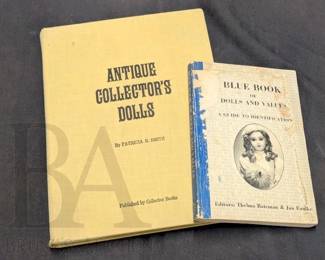 ANTIQUE
COLLECTOR'S
DOLLS
By PATRICIA R. SMITH
Published by Collector Books
BLUE BOOK
OF
DOLLS AND VALUES
A GUIDE TO IDENTIFICATION
Editors: Thelma Bateman & Jan Foulke
BA